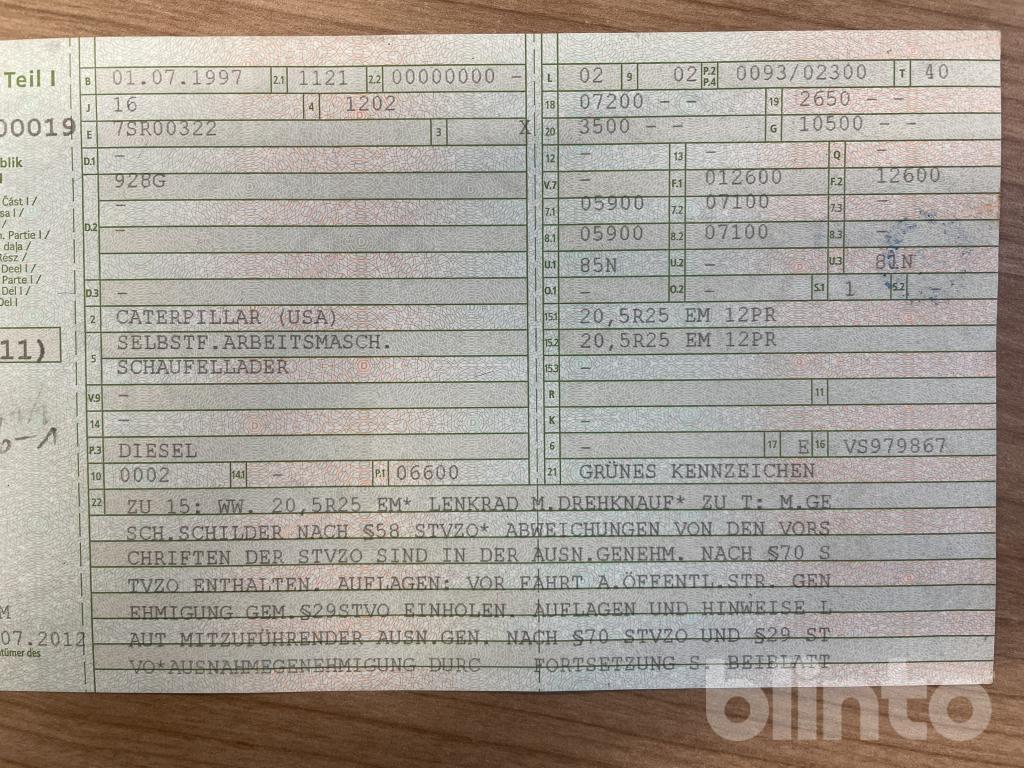 Teil I
00019
blik
Část I /
sa I /
Partie I /
daļa /
Rész /
Deel I /
Parte I /
Del I /
Del I
11)
M
.07.2012
tümer des
B 01.07.1997 2.1 1121 2.2 00000000 -
J 16 4 1202
E 7SR00322 3 X
D.1 -
928G
-
D.2 -
D.3 -
2 CATERPILLAR (USA)
SELBSTF.ARBEITSMASCH.
5 SCHAUFELLADER
V.9 -
14 -
P.3 DIESEL
10 0002 14.1 - P.1 06600
L 02 9 02 P.2 P.4 0093/02300 T 40
18 07200 - - 19 2650 - -
20 3500 - - G 10500 - -
12 - 13 - Q -
V.7 - F.1 012600 F.2 12600
7.1 05900 7.2 07100 7.3 -
8.1 05900 8.2 07100 8.3 -
U.1 85N U.2 - U.3 81N
O.1 - O.2 - S.1 1 S.2 -
15.1 20,5R25 EM 12PR
15.2 20,5R25 EM 12PR
15.3 -
R 11
K -
6 - 17 E 16 VS979867
21 GRÜNES KENNZEICHEN
22 ZU 15: WW. 20,5R25 EM* LENKRAD M.DREHKNAUF* ZU T: M.GE
SCH.SCHILDER NACH §58 STVZO* ABWEICHUNGEN VON DEN VORS
CHRIFTEN DER STVZO SIND IN DER AUSN.GENEHM. NACH §70 S
TVZO ENTHALTEN. AUFLAGEN: VOR FAHRT A.ÖFFENTL.STR. GEN
EHMIGUNG GEM.§29STVO EINHOLEN. AUFLAGEN UND HINWEISE L
AUT MITZUFÜHRENDER AUSN.GEN. NACH §70 STVZO UND §29 ST
VO*AUSNAHMEGENEHMIGUNG DURC FORTSETZUNG S. BEIBLATT
blinto